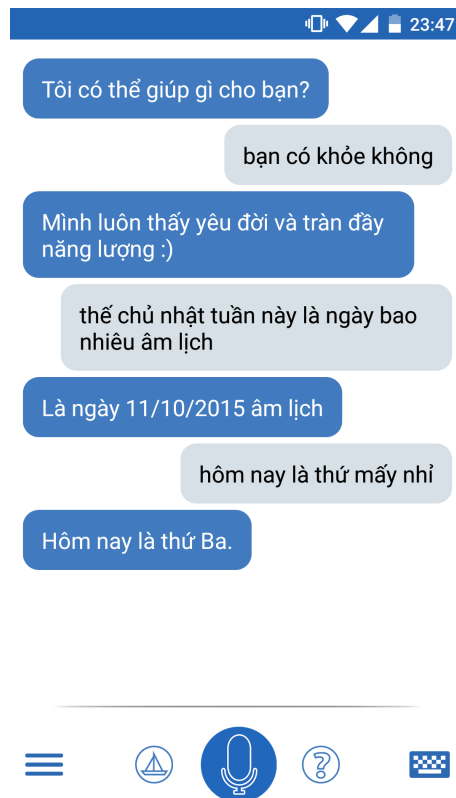 23:47
Tôi có thể giúp gì cho bạn?
bạn có khỏe không
Mình luôn thấy yêu đời và tràn đầy
năng lượng :)
thế chủ nhật tuần này là ngày bao
nhiêu âm lịch
Là ngày 11/10/2015 âm lịch
hôm nay là thứ mấy nhỉ
Hôm nay là thứ Ba.